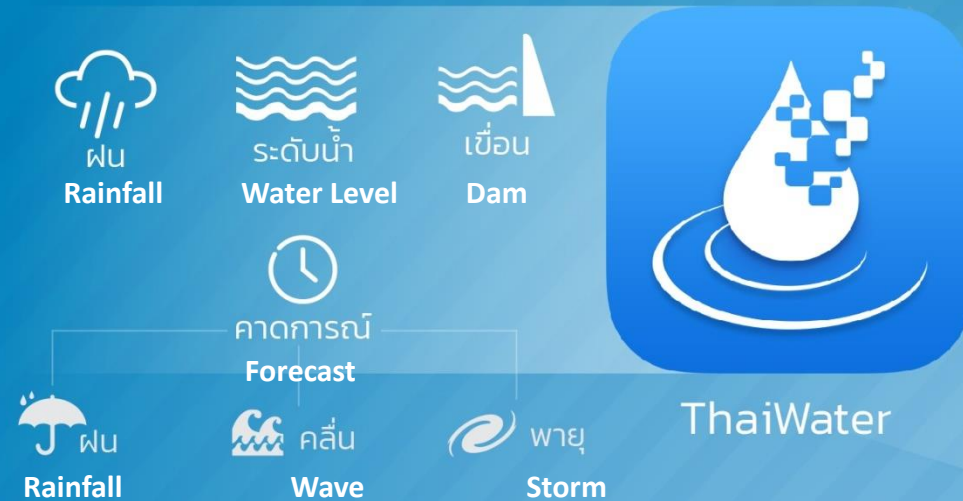 ฝน
Rainfall
ระดับน้ำ
Water Level
เขื่อน
Dam
คาดการณ์
Forecast
ฝน
Rainfall
คลื่น
Wave
พายุ
Storm
ThaiWater